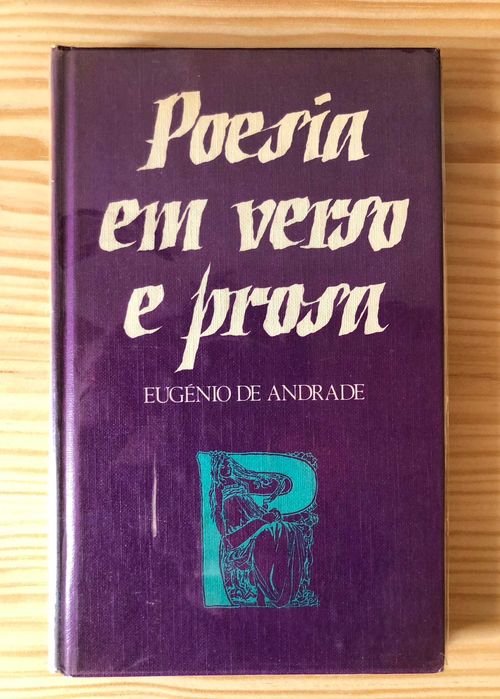 Poesia
em verso
e prosa
EUGÉNIO DE ANDRADE
P